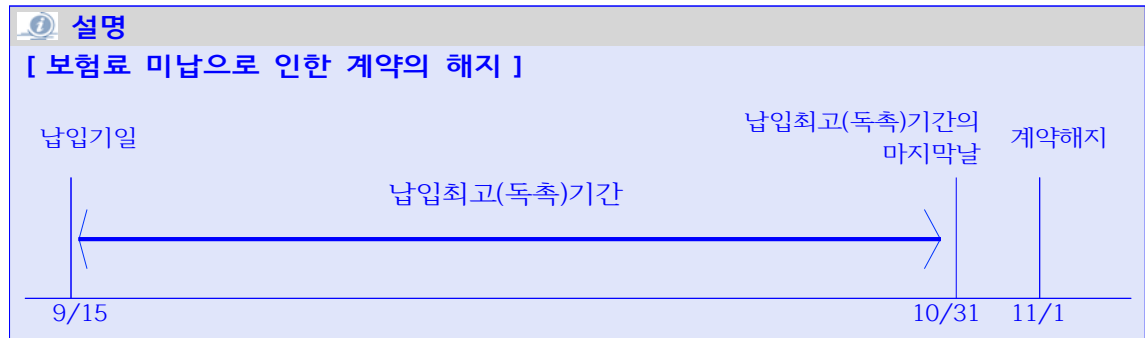 설명
[ 보험료 미납으로 인한 계약의 해지 ]
납입기일
납입최고(독촉)기간의
마지막날
계약해지
납입최고(독촉)기간
9/15
10/31
11/1